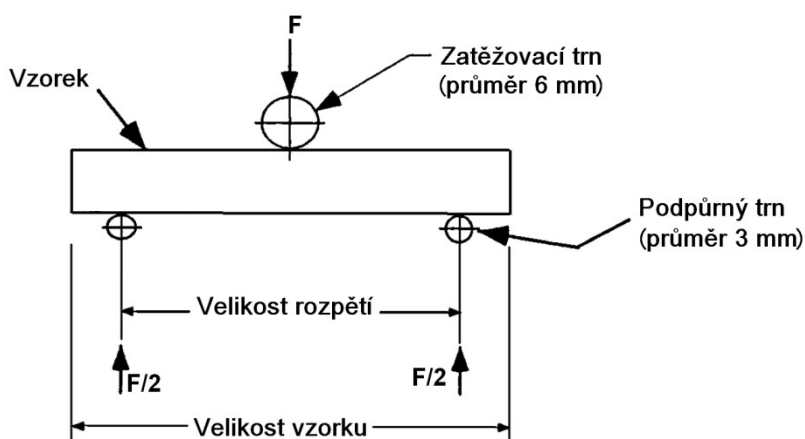 F
Zatěžovací trn
(průměr 6 mm)
Vzorek
Podpůrný trn
(průměr 3 mm)
Velikost rozpětí
F/2
F/2
Velikost vzorku